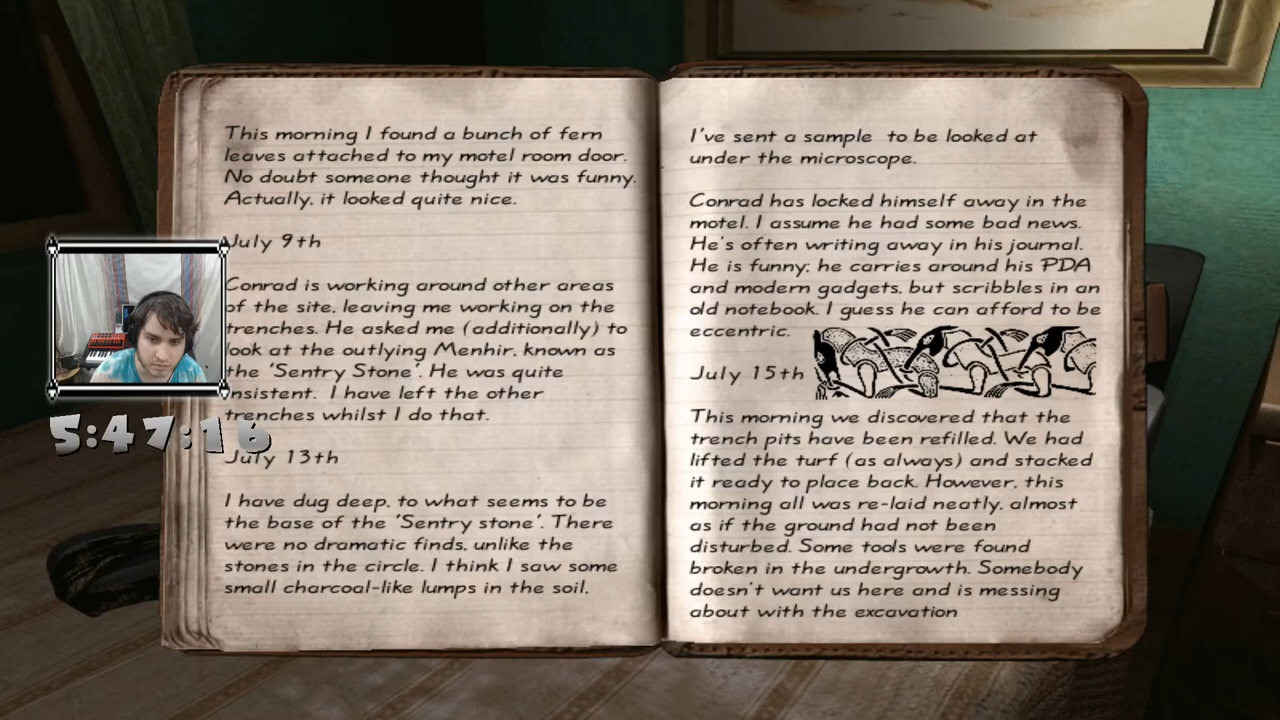 This morning I found a bunch of fern
leaves attached to my motel room door.
No doubt someone thought it was funny.
Actually, it looked quite nice.
July 9th
Conrad is working around other areas
of the site, leaving me working on the
trenches. He asked me (additionally) to
look at the outlying Menhir, known as
the 'Sentry Stone'. He was quite
insistent. I have left the other
trenches whilst I do that.
July 13th
I have dug deep, to what seems to be
the base of the 'Sentry stone'. There
were no dramatic finds, unlike the
stones in the circle. I think I saw some
small charcoal-like lumps in the soil.
I've sent a sample to be looked at
under the microscope.
Conrad has locked himself away in the
motel. I assume he had some bad news.
He's often writing away in his journal.
He is funny; he carries around his PDA
and modern gadgets, but scribbles in an
old notebook. I guess he can afford to be
eccentric.
July 15th
This morning we discovered that the
trench pits have been refilled. We had
lifted the turf (as always) and stacked
it ready to place back. However, this
morning all was re-laid neatly, almost
as if the ground had not been
disturbed. Some tools were found
broken in the undergrowth. Somebody
doesn't want us here and is messing
about with the excavation
5:47:16